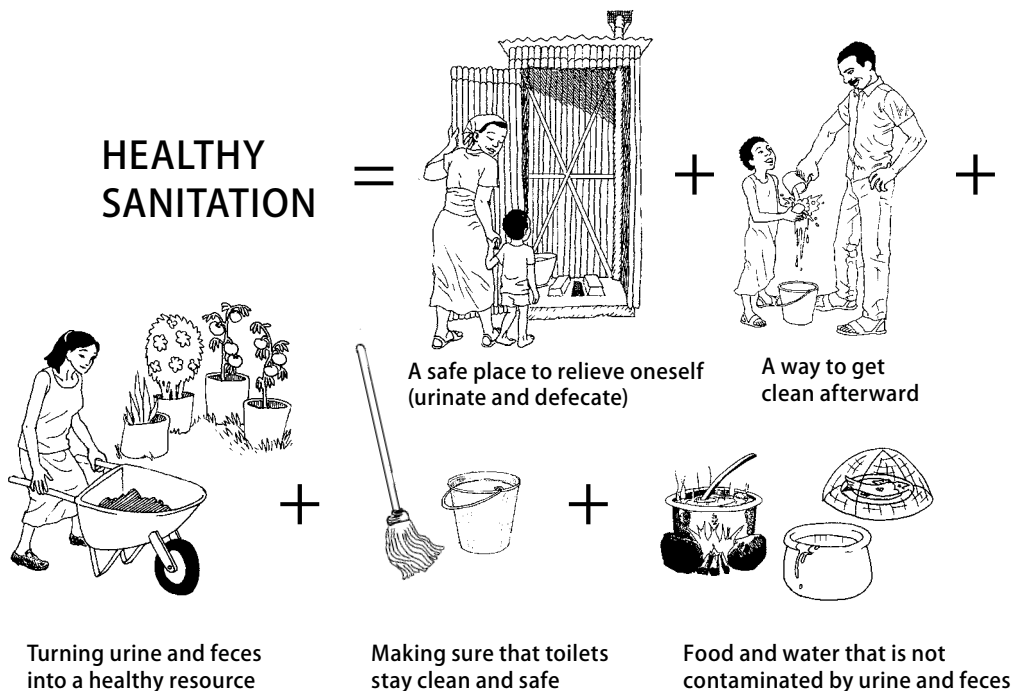 HEALTHY
SANITATION
=
+
+
A safe place to relieve oneself
(urinate and defecate)
A way to get
clean afterward
+
+
Turning urine and feces
into a healthy resource
Making sure that toilets
stay clean and safe
Food and water that is not
contaminated by urine and feces